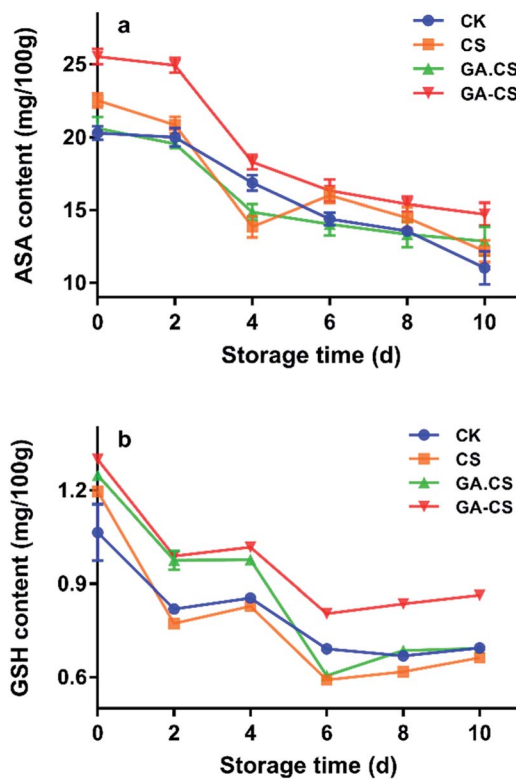 a
CK
CS
GA.CS
GA-CS
ASA content (mg/100g)
25
20
15
10
0 2 4 6 8 10
Storage time (d)
b
CK
CS
GA.CS
GA-CS
GSH content (mg/100g)
1.2
0.9
0.6
0 2 4 6 8 10
Storage time (d)